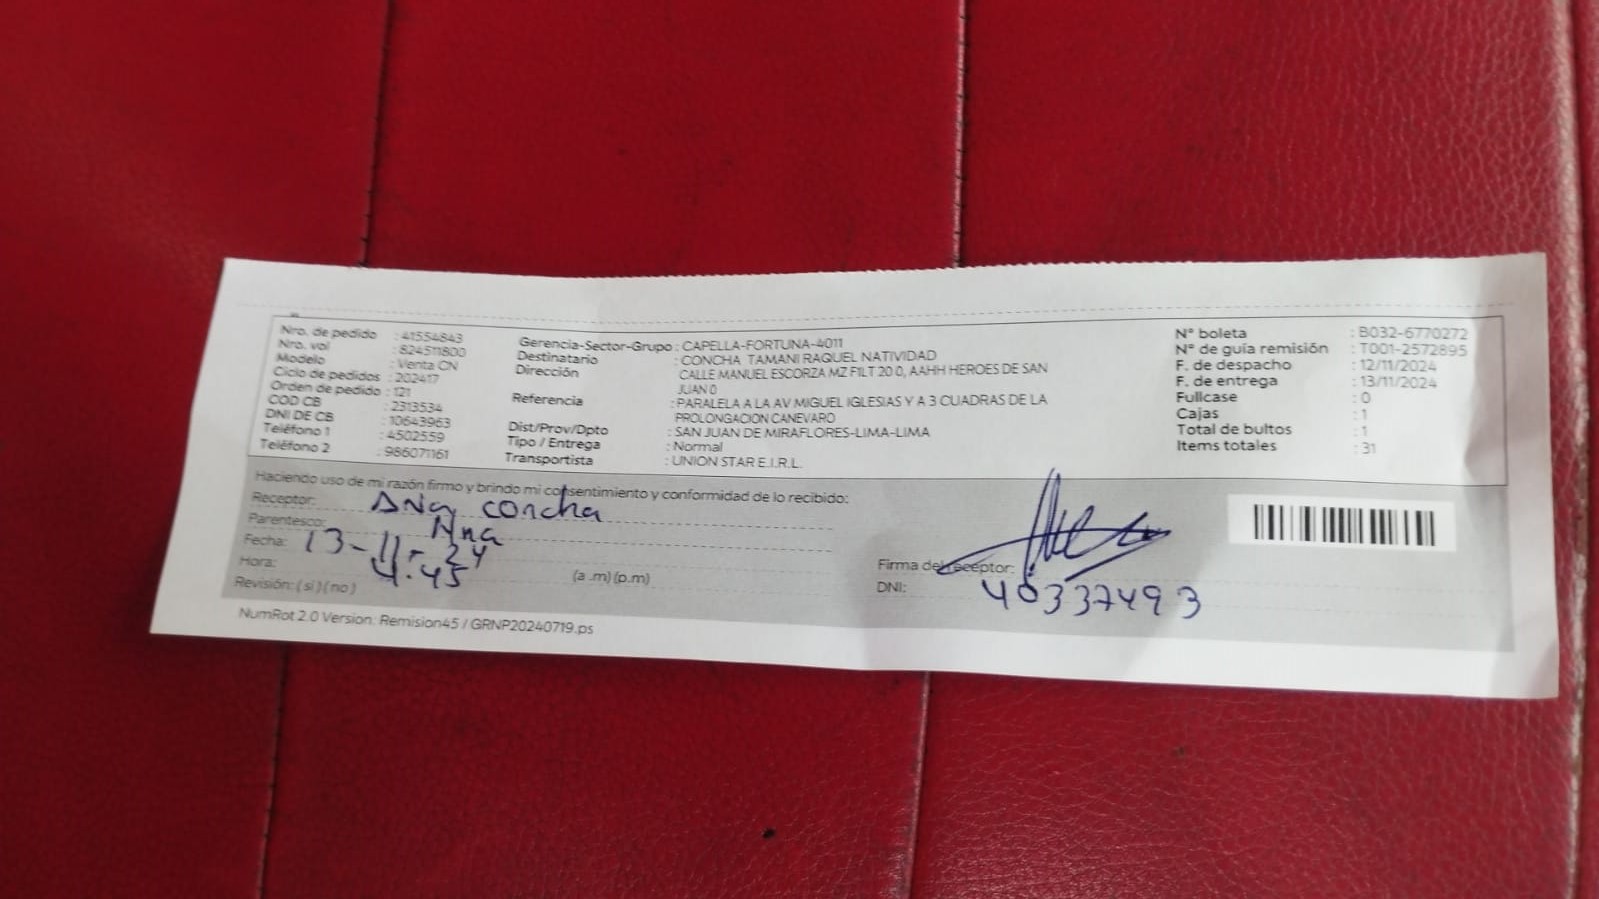 Nro. de pedido : 41554843
Nro. vol : 824511800
Modelo : Venta CN
Ciclo de pedidos : 202417
Orden de pedido : 121
COD CB : 2313534
DNI DE CB : 10643963
Teléfono 1 : 4502559
Teléfono 2 : 986071161
Gerencia-Sector-Grupo : CAPELLA-FORTUNA-4011
Destinatario : CONCHA TAMANI RAQUEL NATIVIDAD
Dirección : CALLE MANUEL ESCORZA MZ F1LT 20 0, AAHH HEROES DE SAN
JUAN 0
Referencia : PARALELA A LA AV MIGUEL IGLESIAS Y A 3 CUADRAS DE LA
PROLONGACION CANEVARO
Dist/Prov/Dpto : SAN JUAN DE MIRAFLORES-LIMA-LIMA
Tipo / Entrega : Normal
Transportista : UNION STAR E.I.R.L.
N° boleta : B032-6770272
N° de guía remisión : T001-2572895
F. de despacho : 12/11/2024
F. de entrega : 13/11/2024
Fullcase : 0
Cajas : 1
Total de bultos : 1
Items totales : 31
Haciendo uso de mi razón firmo y brindo mi consentimiento y conformidad de lo recibido:
Receptor: ANa concha
Parentesco:
Fecha: 13-11-24
Hora: 4:45 (a .m) (p.m)
Revisión: ( si ) ( no )
Firma del receptor:
DNI: 40337493
NumRot 2.0 Version: Remision45 / GRNP20240719.ps